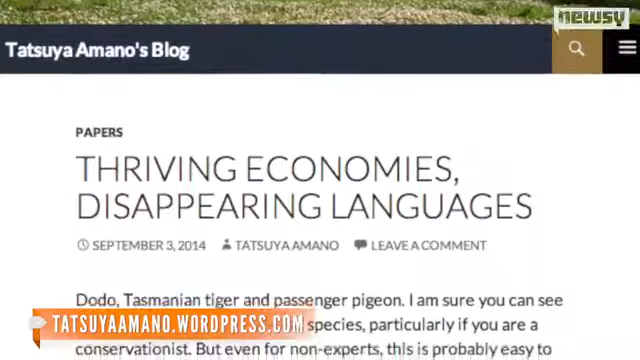 newsy
Tatsuya Amano's Blog
PAPERS
THRIVING ECONOMIES,
DISAPPEARING LANGUAGES
SEPTEMBER 3, 2014 TATSUYA AMANO LEAVE A COMMENT
Dodo, Tasmanian tiger and passenger pigeon. I am sure you can see
TATSUYAAMANO.WORDPRESS.COM
species, particularly if you are a
conservationist. But even for non-experts, this is probably easy to